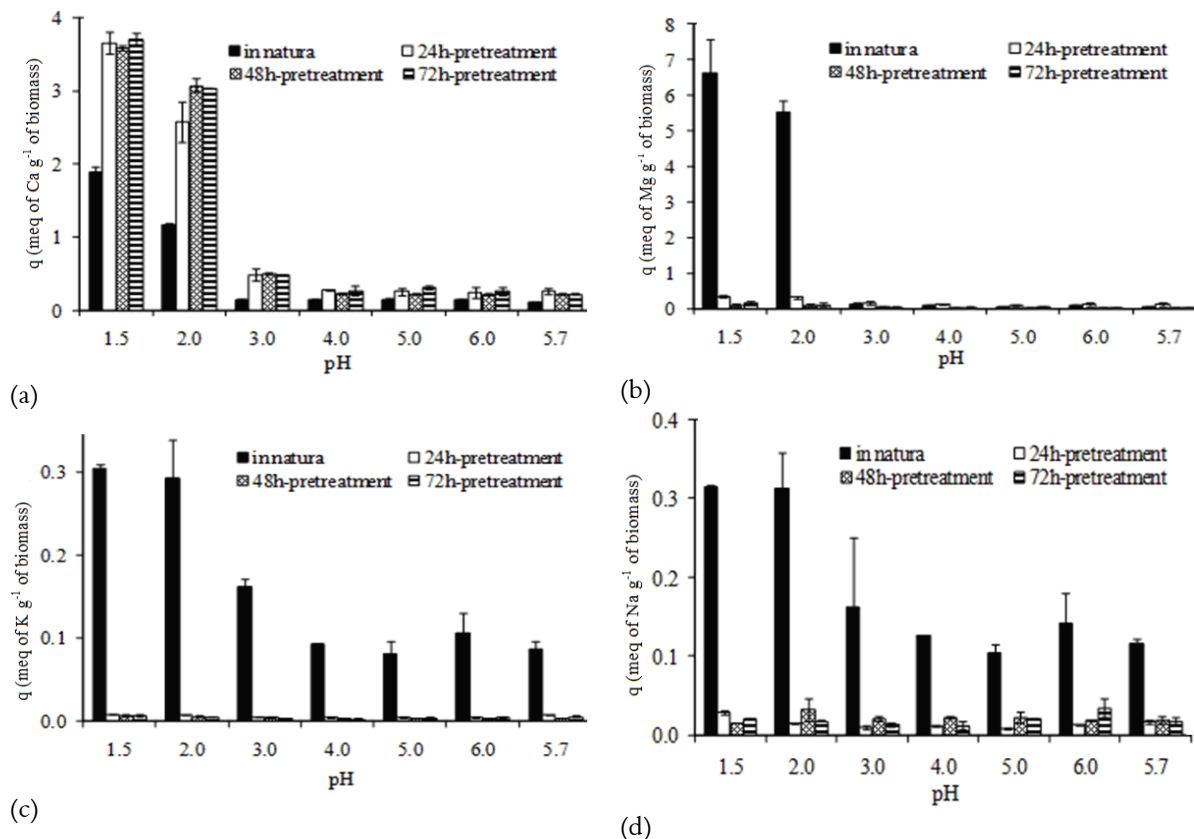 4
3
2
1
0
q (meq of Ca g⁻¹ of biomass)
in natura 24h-pretreatment
48h-pretreatment 72h-pretreatment
1.5 2.0 3.0 4.0 5.0 6.0 5.7
pH
(a)
8
7
6
5
4
3
2
1
0
q (meq of Mg g⁻¹ of biomass)
in natura 24h-pretreatment
48h-pretreatment 72h-pretreatment
1.5 2.0 3.0 4.0 5.0 6.0 5.7
pH
(b)
0.3
0.2
0.1
0.0
q (meq of K g⁻¹ of biomass)
in natura 24h-pretreatment
48h-pretreatment 72h-pretreatment
1.5 2.0 3.0 4.0 5.0 6.0 5.7
pH
(c)
0.4
0.3
0.2
0.1
0.0
q (meq of Na g⁻¹ of biomass)
in natura 24h-pretreatment
48h-pretreatment 72h-pretreatment
1.5 2.0 3.0 4.0 5.0 6.0 5.7
pH
(d)